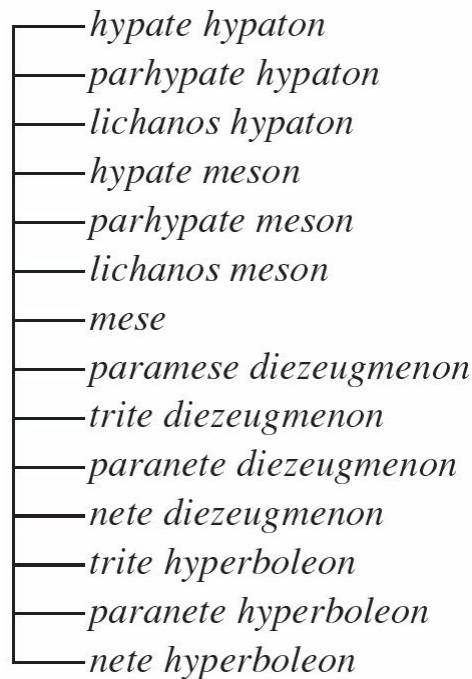 hypate hypaton
parhypate hypaton
lichanos hypaton
hypate meson
parhypate meson
lichanos meson
mese
paramese diezeugmenon
trite diezeugmenon
paranete diezeugmenon
nete diezeugmenon
trite hyperboleon
paranete hyperboleon
nete hyperboleon